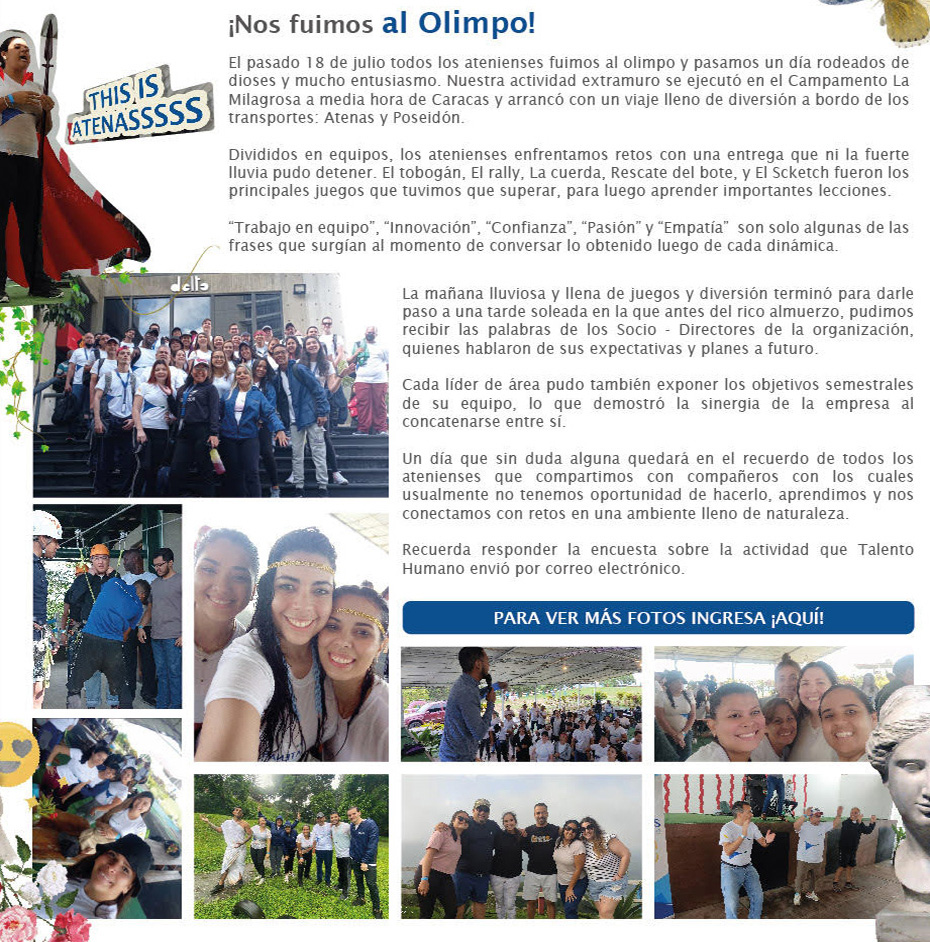 ¡Nos fuimos al Olimpo!
THIS IS
ATENASSSSS
El pasado 18 de julio todos los atenienses fuimos al olimpo y pasamos un día rodeados de
dioses y mucho entusiasmo. Nuestra actividad extramuro se ejecutó en el Campamento La
Milagrosa a media hora de Caracas y arrancó con un viaje lleno de diversión a bordo de los
transportes: Atenas y Poseidón.
Divididos en equipos, los atenienses enfrentamos retos con una entrega que ni la fuerte
lluvia pudo detener. El tobogán, El rally, La cuerda, Rescate del bote, y El Scketch fueron los
principales juegos que tuvimos que superar, para luego aprender importantes lecciones.
“Trabajo en equipo”, “Innovación”, “Confianza”, “Pasión” y “Empatía” son solo algunas de las
frases que surgían al momento de conversar lo obtenido luego de cada dinámica.
delta
La mañana lluviosa y llena de juegos y diversión terminó para darle
paso a una tarde soleada en la que antes del rico almuerzo, pudimos
recibir las palabras de los Socio - Directores de la organización,
quienes hablaron de sus expectativas y planes a futuro.
Cada líder de área pudo también exponer los objetivos semestrales
de su equipo, lo que demostró la sinergia de la empresa al
concatenarse entre sí.
Un día que sin duda alguna quedará en el recuerdo de todos los
atenienses que compartimos con compañeros con los cuales
usualmente no tenemos oportunidad de hacerlo, aprendimos y nos
conectamos con retos en una ambiente lleno de naturaleza.
Recuerda responder la encuesta sobre la actividad que Talento
Humano envió por correo electrónico.
PARA VER MÁS FOTOS INGRESA ¡AQUÍ!